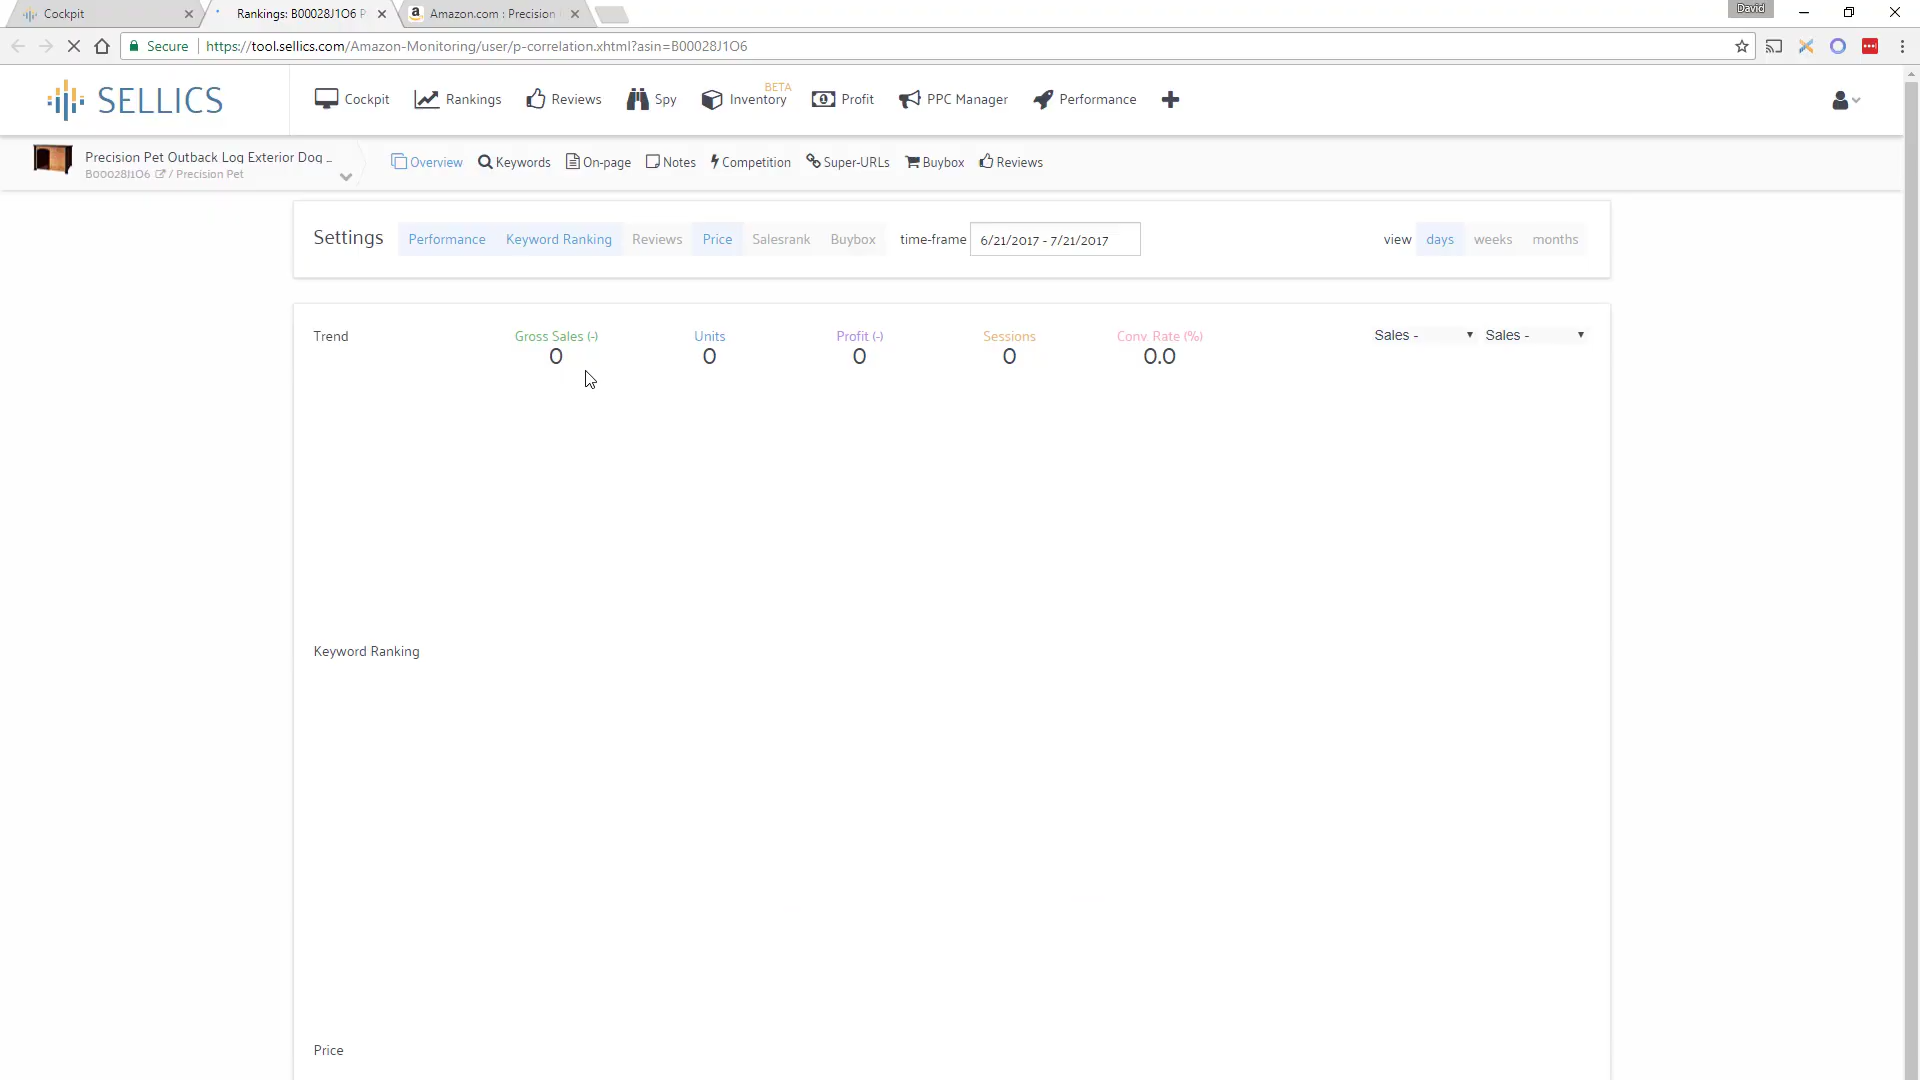 Cockpit
Rankings: B00028J1O6 P
Amazon.com : Precision
David
Secure
https://tool.sellics.com/Amazon-Monitoring/user/p-correlation.xhtml?asin=B00028J1O6
SELLICS
Cockpit
Rankings
Reviews
Spy
BETA
Inventory
Profit
PPC Manager
Performance
Precision Pet Outback Log Exterior Dog ...
B00028J1O6 / Precision Pet
Overview
Keywords
On-page
Notes
Competition
Super-URLs
Buybox
Reviews
Settings
Performance
Keyword Ranking
Reviews
Price
Salesrank
Buybox
time-frame
6/21/2017 - 7/21/2017
view
days
weeks
months
Trend
Gross Sales (-)
0
Units
0
Profit (-)
0
Sessions
0
Conv. Rate (%)
0.0
Sales -
Sales -
Keyword Ranking
Price